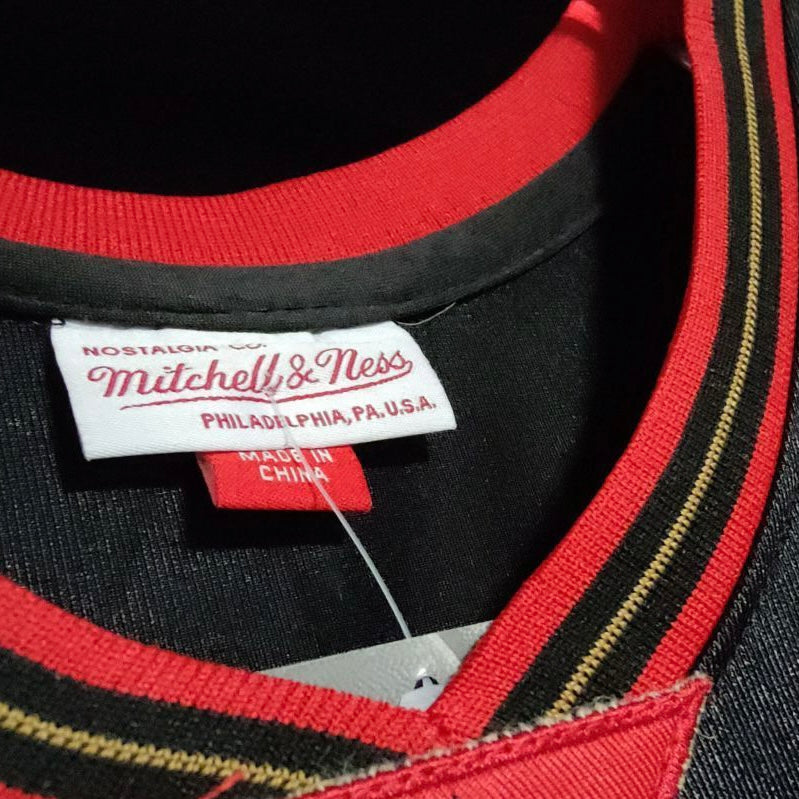 NOSTALGIA CO.
Mitchell & Ness
PHILADELPHIA, PA. U.S.A.
MADE IN
CHINA